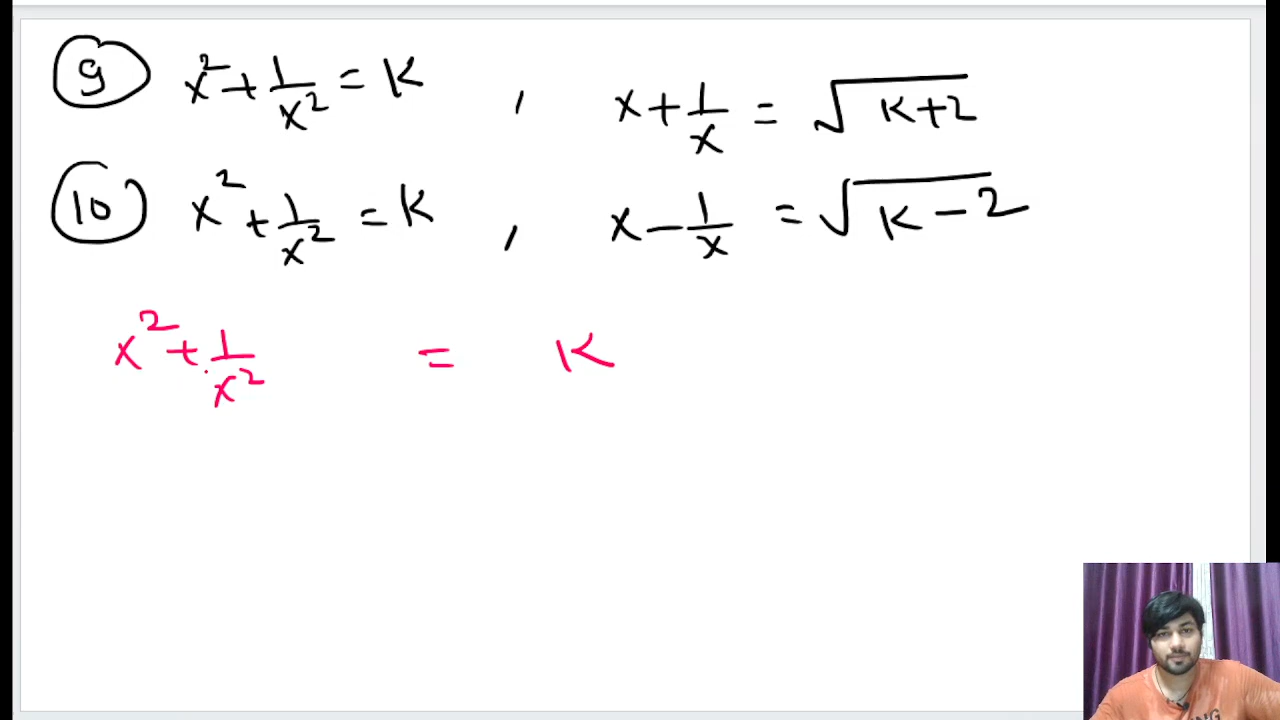 9 x² + 1/x² = K , x + 1/x = √(K+2)
10 x² + 1/x² = K , x - 1/x = √(K-2)
x² + 1/x² = K